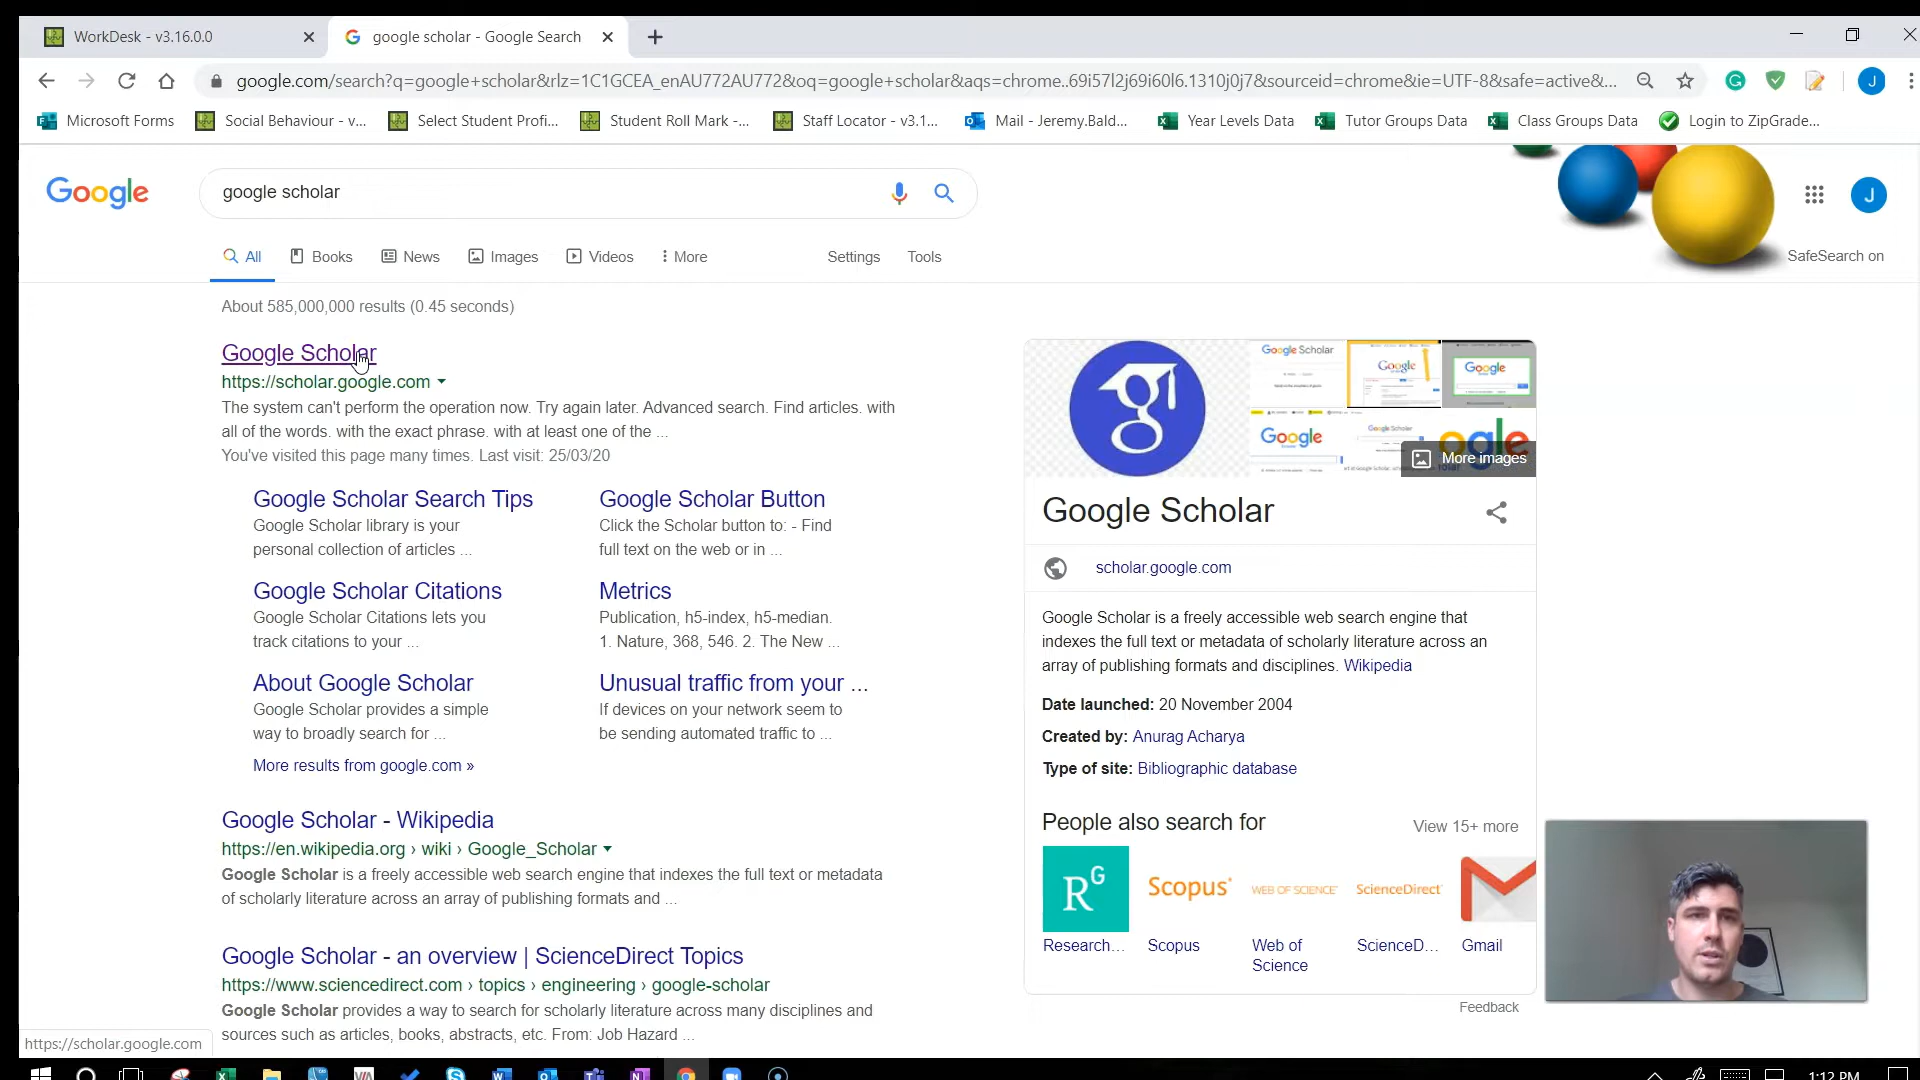 WorkDesk - v3.16.0.0
google scholar - Google Search
google.com/search?q=google+scholar&rlz=1C1GCEA_enAU772AU772&oq=google+scholar&aqs=chrome..69i57l2j69i60l6.1310j0j7&sourceid=chrome&ie=UTF-8&safe=active&...
Microsoft Forms
Social Behaviour - v...
Select Student Profi...
Student Roll Mark -...
Staff Locator - v3.1...
Mail - Jeremy.Bald...
Year Levels Data
Tutor Groups Data
Class Groups Data
Login to ZipGrade...
Google
google scholar
J
All
Books
News
Images
Videos
More
Settings
Tools
SafeSearch on
About 585,000,000 results (0.45 seconds)
Google Scholar
https://scholar.google.com
The system can't perform the operation now. Try again later. Advanced search. Find articles. with
all of the words. with the exact phrase. with at least one of the ...
You've visited this page many times. Last visit: 25/03/20
Google Scholar Search Tips
Google Scholar library is your
personal collection of articles ...
Google Scholar Button
Click the Scholar button to: - Find
full text on the web or in ...
Google Scholar Citations
Google Scholar Citations lets you
track citations to your ...
Metrics
Publication, h5-index, h5-median.
1. Nature, 368, 546. 2. The New ...
About Google Scholar
Google Scholar provides a simple
way to broadly search for ...
Unusual traffic from your ...
If devices on your network seem to
be sending automated traffic to ...
More results from google.com »
Google Scholar - Wikipedia
https://en.wikipedia.org › wiki › Google_Scholar
Google Scholar is a freely accessible web search engine that indexes the full text or metadata
of scholarly literature across an array of publishing formats and ...
Google Scholar - an overview | ScienceDirect Topics
https://www.sciencedirect.com › topics › engineering › google-scholar
Google Scholar provides a way to search for scholarly literature across many disciplines and
sources such as articles, books, abstracts, etc. From: Job Hazard ...
https://scholar.google.com
g
Google Scholar
Google
Google
Google
ogle
More images
Google Scholar
scholar.google.com
Google Scholar is a freely accessible web search engine that
indexes the full text or metadata of scholarly literature across an
array of publishing formats and disciplines. Wikipedia
Date launched: 20 November 2004
Created by: Anurag Acharya
Type of site: Bibliographic database
People also search for
View 15+ more
RG
Scopus
WEB OF SCIENCE
ScienceDirect
Research...
Scopus
Web of
Science
ScienceD...
Gmail
Feedback
1:12 PM